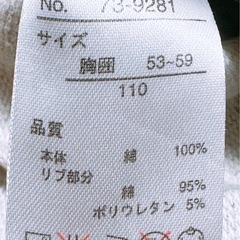 No. 73-9281
サイズ
胸囲 53~59
110
品質
本体 綿 100%
リブ部分
綿 95%
ポリウレタン 5%